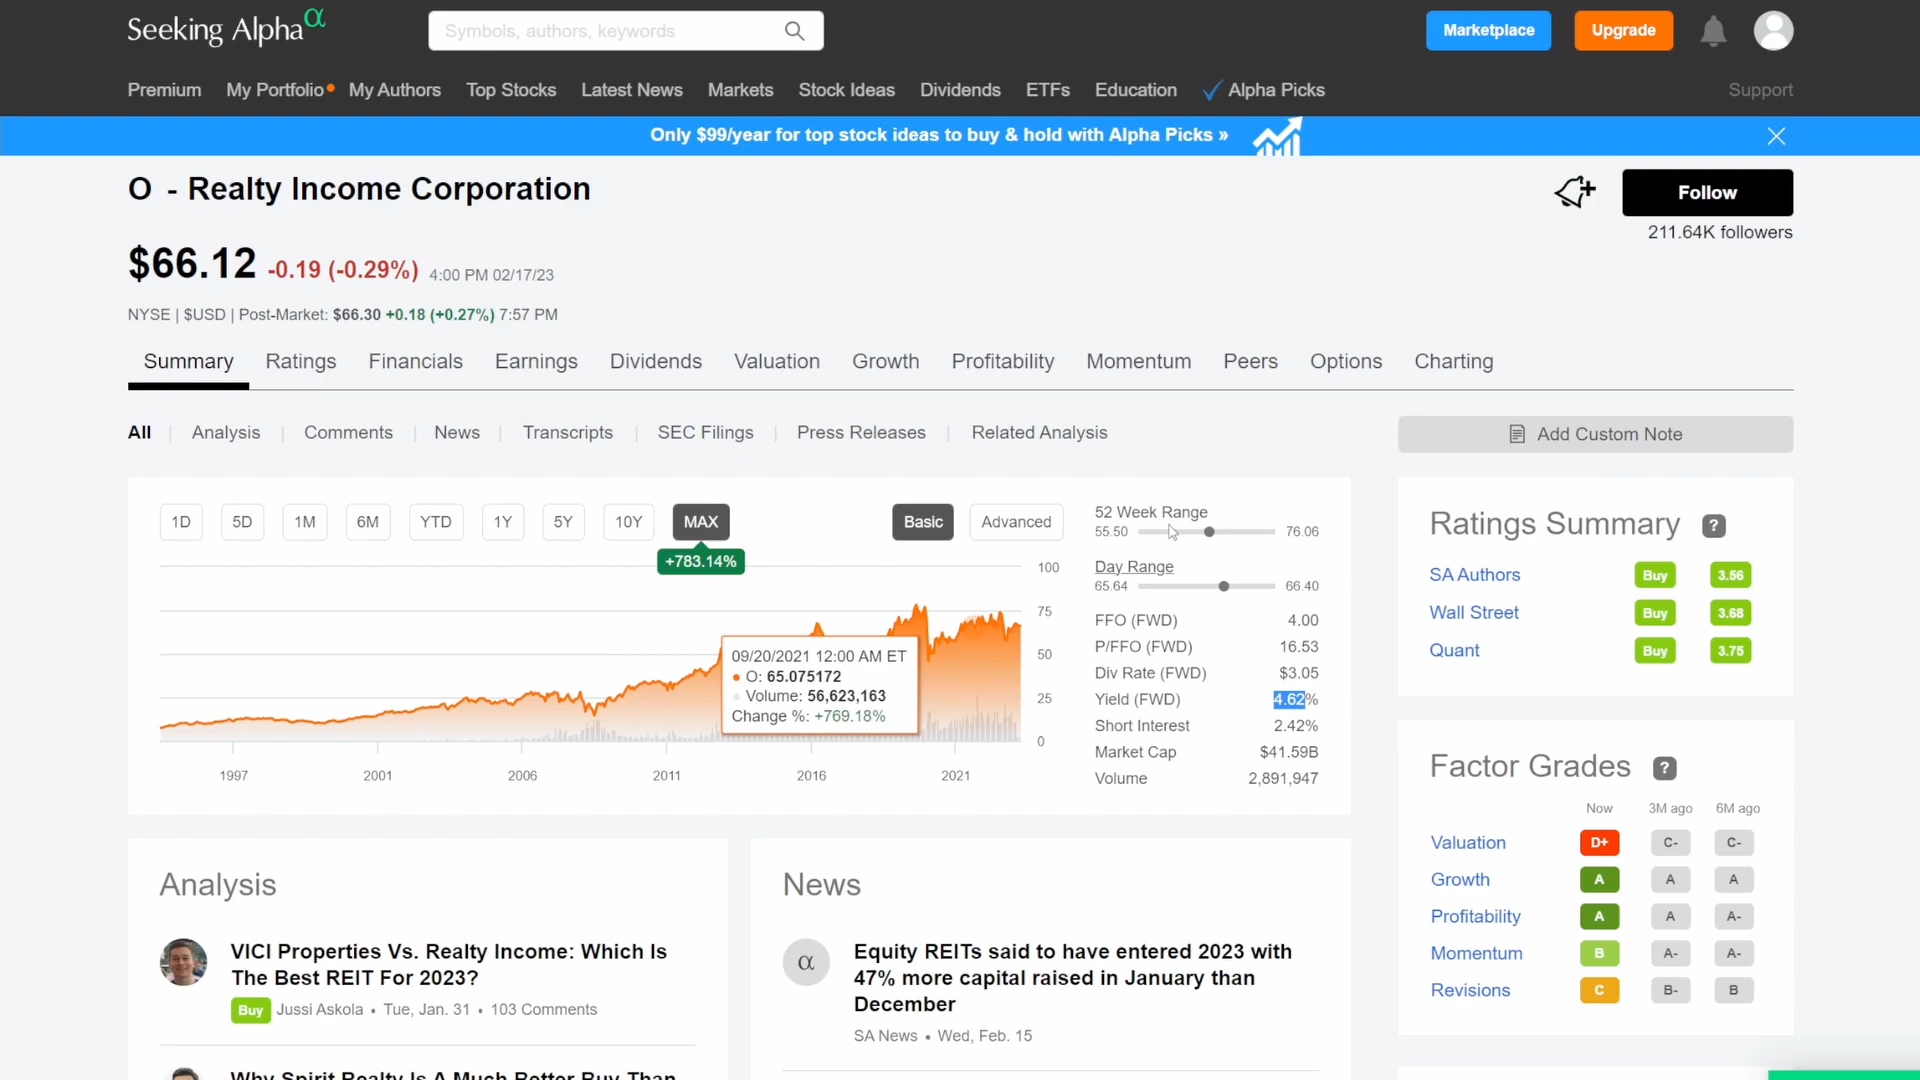 Seeking Alpha α
Symbols, authors, keywords
Marketplace
Upgrade
Premium My Portfolio My Authors Top Stocks Latest News Markets Stock Ideas Dividends ETFs Education Alpha Picks Support
Only $99/year for top stock ideas to buy & hold with Alpha Picks »
O - Realty Income Corporation
Follow
211.64K followers
$66.12 -0.19 (-0.29%) 4:00 PM 02/17/23
NYSE | $USD | Post-Market: $66.30 +0.18 (+0.27%) 7:57 PM
Summary Ratings Financials Earnings Dividends Valuation Growth Profitability Momentum Peers Options Charting
All | Analysis | Comments | News | Transcripts | SEC Filings | Press Releases | Related Analysis
Add Custom Note
1D 5D 1M 6M YTD 1Y 5Y 10Y MAX Basic Advanced
+783.14%
100
75
50
25
0
09/20/2021 12:00 AM ET
O: 65.075172
Volume: 56,623,163
Change %: +769.18%
1997 2001 2006 2011 2016 2021
52 Week Range
55.50 76.06
Day Range
65.64 66.40
FFO (FWD) 4.00
P/FFO (FWD) 16.53
Div Rate (FWD) $3.05
Yield (FWD) 4.62%
Short Interest 2.42%
Market Cap $41.59B
Volume 2,891,947
Ratings Summary ?
SA Authors Buy 3.56
Wall Street Buy 3.68
Quant Buy 3.75
Factor Grades ?
Now 3M ago 6M ago
Valuation D+ C- C-
Growth A A A
Profitability A A A-
Momentum B A- A-
Revisions C B- B
Analysis
VICI Properties Vs. Realty Income: Which Is
The Best REIT For 2023?
Buy Jussi Askola • Tue, Jan. 31 • 103 Comments
Why Spirit Realty Is A Much Better Buy Than
News
α
Equity REITs said to have entered 2023 with
47% more capital raised in January than
December
SA News • Wed, Feb. 15